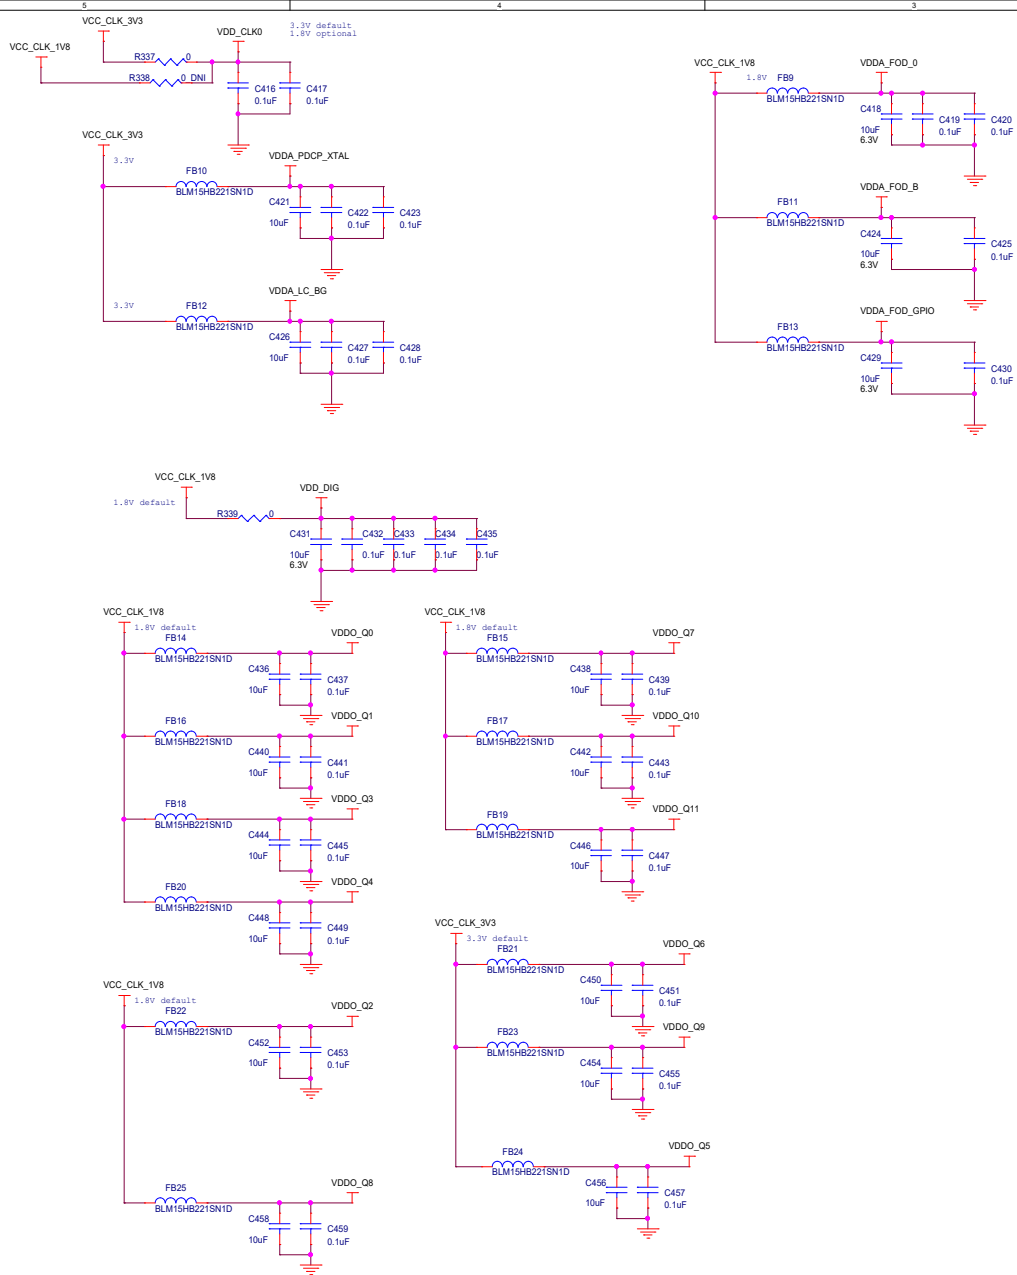 5
4
3
VCC_CLK_3V3
VCC_CLK_1V8
VDD_CLK0
3.3V default
1.8V optional
R337
0
R338
0_DNI
C416
0.1uF
C417
0.1uF
VCC_CLK_1V8
1.8V
FB9
BLM15HB221SN1D
VDDA_FOD_0
C418
10uF
6.3V
C419
0.1uF
C420
0.1uF
VCC_CLK_3V3
3.3V
FB10
BLM15HB221SN1D
VDDA_PDCP_XTAL
C421
10uF
C422
0.1uF
C423
0.1uF
FB11
BLM15HB221SN1D
VDDA_FOD_B
C424
10uF
6.3V
C425
0.1uF
3.3V
FB12
BLM15HB221SN1D
VDDA_LC_BG
C426
10uF
C427
0.1uF
C428
0.1uF
FB13
BLM15HB221SN1D
VDDA_FOD_GPIO
C429
10uF
6.3V
C430
0.1uF
VCC_CLK_1V8
1.8V default
R339
0
VDD_DIG
C431
10uF
6.3V
C432
0.1uF
C433
0.1uF
C434
0.1uF
C435
0.1uF
VCC_CLK_1V8
1.8V default
FB14
BLM15HB221SN1D
VDDO_Q0
C436
10uF
C437
0.1uF
FB16
BLM15HB221SN1D
VDDO_Q1
C440
10uF
C441
0.1uF
FB18
BLM15HB221SN1D
VDDO_Q3
C444
10uF
C445
0.1uF
FB20
BLM15HB221SN1D
VDDO_Q4
C448
10uF
C449
0.1uF
VCC_CLK_1V8
1.8V default
FB15
BLM15HB221SN1D
VDDO_Q7
C438
10uF
C439
0.1uF
FB17
BLM15HB221SN1D
VDDO_Q10
C442
10uF
C443
0.1uF
FB19
BLM15HB221SN1D
VDDO_Q11
C446
10uF
C447
0.1uF
VCC_CLK_3V3
3.3V default
FB21
BLM15HB221SN1D
VDDO_Q6
C450
10uF
C451
0.1uF
FB23
BLM15HB221SN1D
VDDO_Q9
C454
10uF
C455
0.1uF
FB24
BLM15HB221SN1D
VDDO_Q5
C456
10uF
C457
0.1uF
VCC_CLK_1V8
1.8V default
FB22
BLM15HB221SN1D
VDDO_Q2
C452
10uF
C453
0.1uF
FB25
BLM15HB221SN1D
VDDO_Q8
C458
10uF
C459
0.1uF